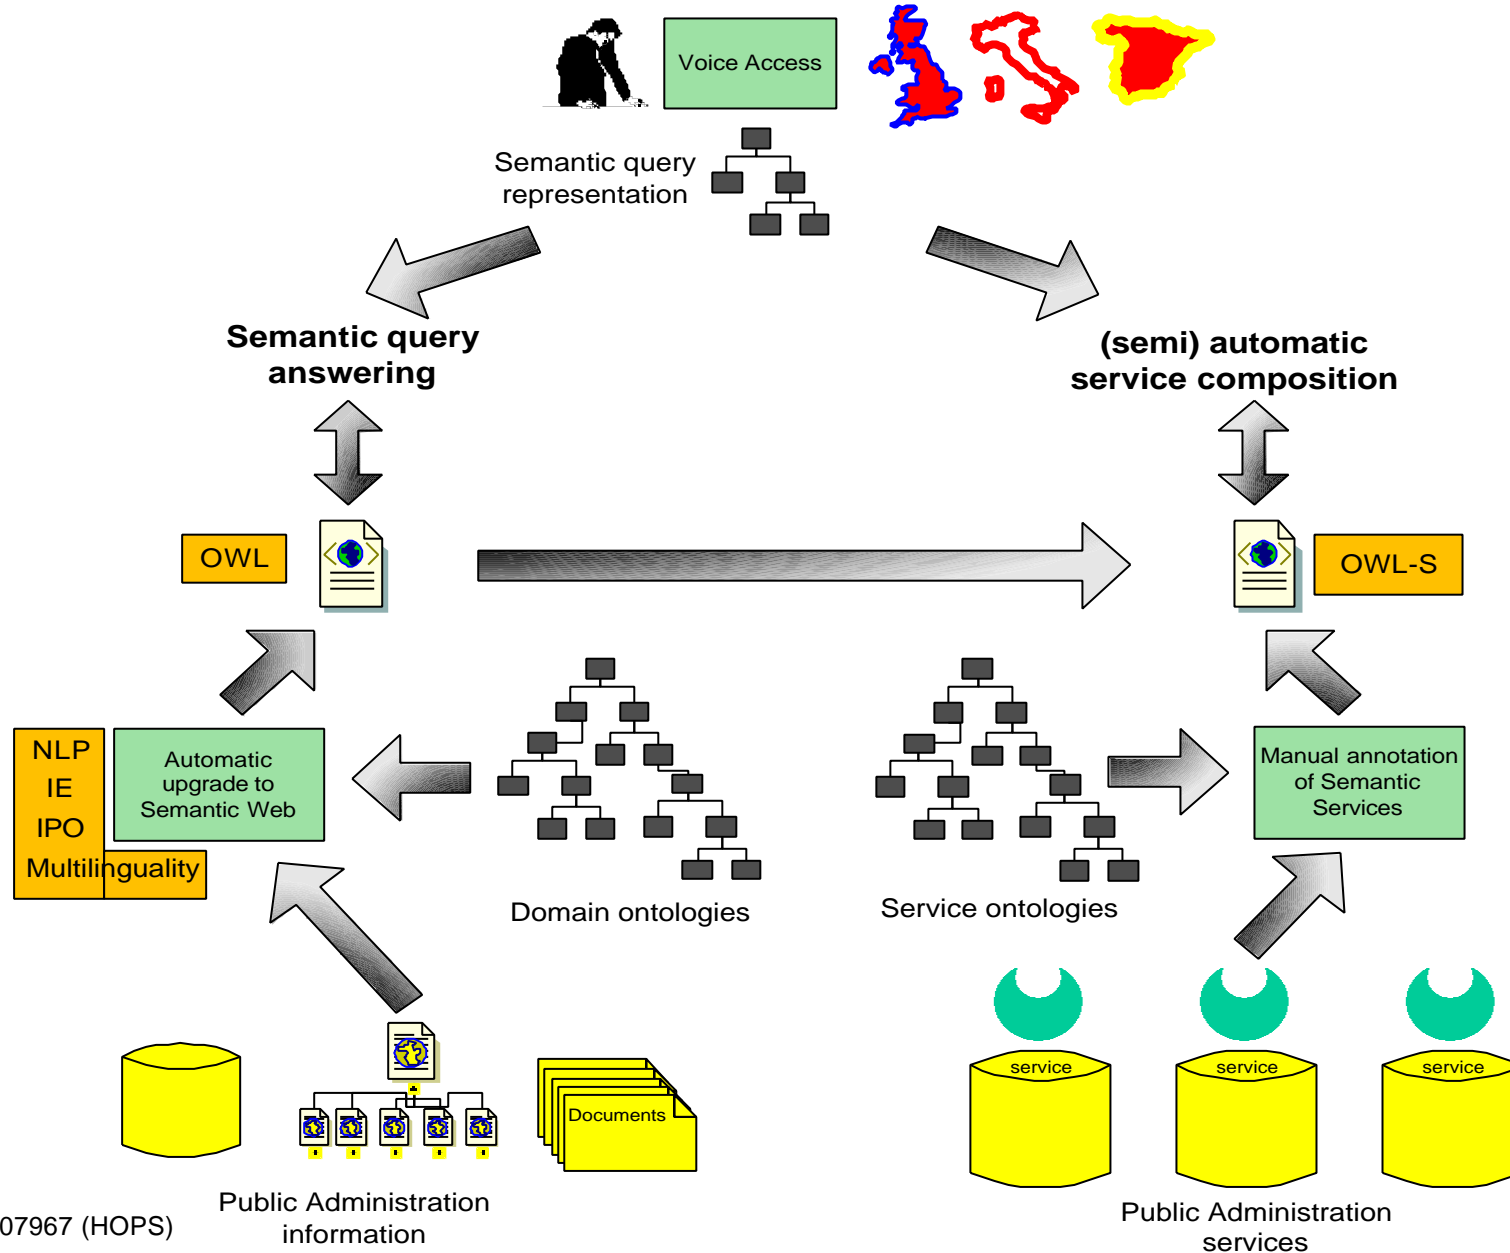 Voice Access
Semantic query
representation
Semantic query
answering
(semi) automatic
service composition
OWL
OWL-S
NLP
IE
IPO
Multilinguality
Automatic
upgrade to
Semantic Web
Manual annotation
of Semantic
Services
Domain ontologies
Service ontologies
Documents
service
service
service
Public Administration
information
Public Administration
services
07967 (HOPS)